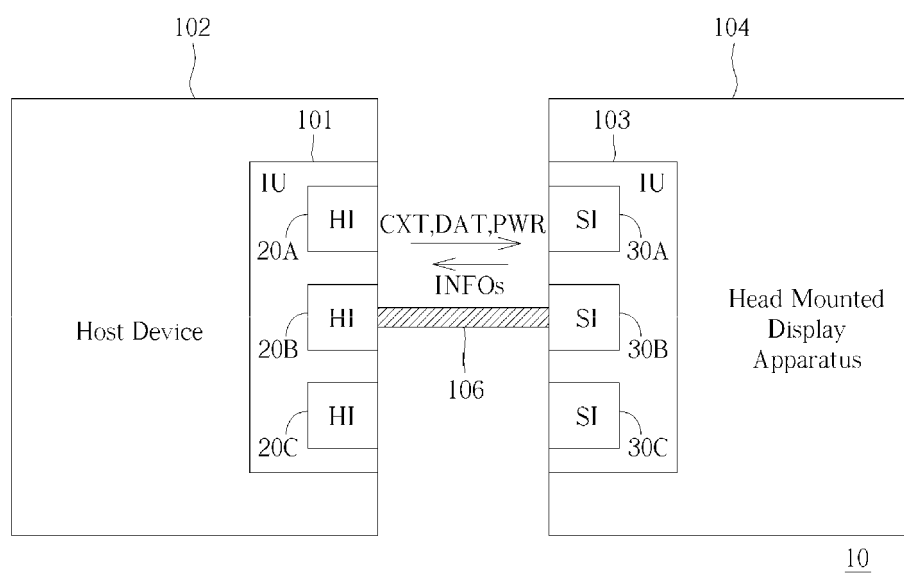 102
104
101
103
IU
IU
HI
CXT,DAT,PWR
SI
20A
30A
INFOs
Host Device
HI
SI
Head Mounted
Display
Apparatus
20B
30B
106
HI
SI
20C
30C
10